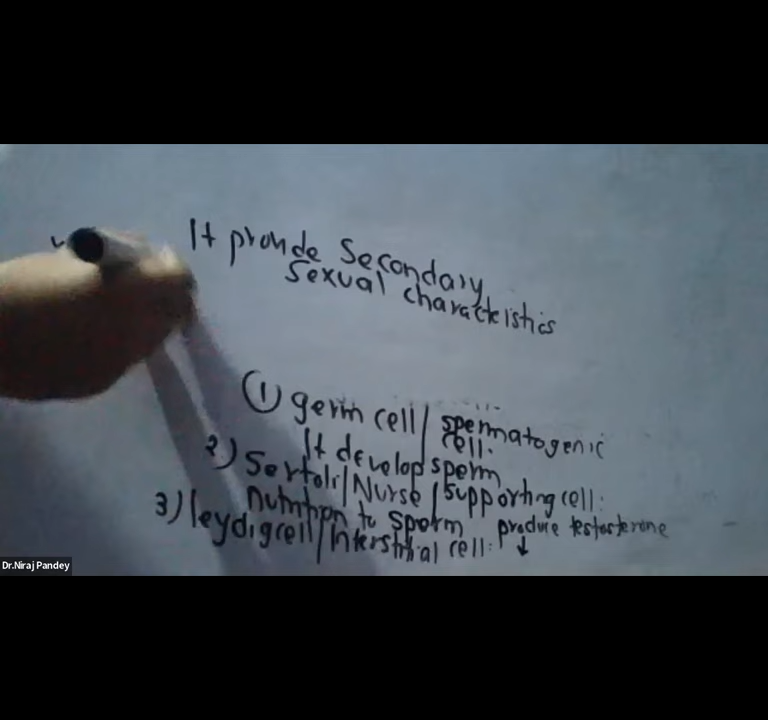 It provide Secondary
Sexual characteristics
① germ cell / spermatogenic
cell.
It develop sperm
2) Sertoli / Nurse / Supporting cell:
nutrition to sperm
produce testosterone
3) leydig cell / Interstitial cell: ↓
Dr.Niraj Pandey